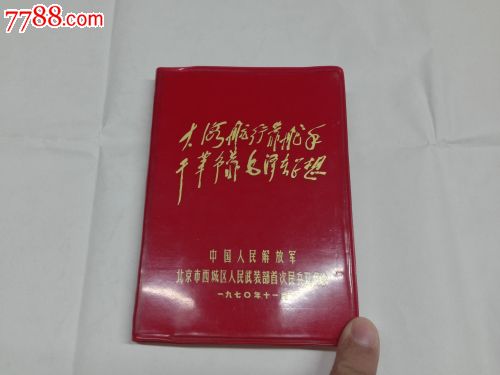 7788.com
大海航行靠舵手
干革命靠毛泽东思想
中国人民解放军
北京市西城区人民武装部首次民兵
一九七〇年十一